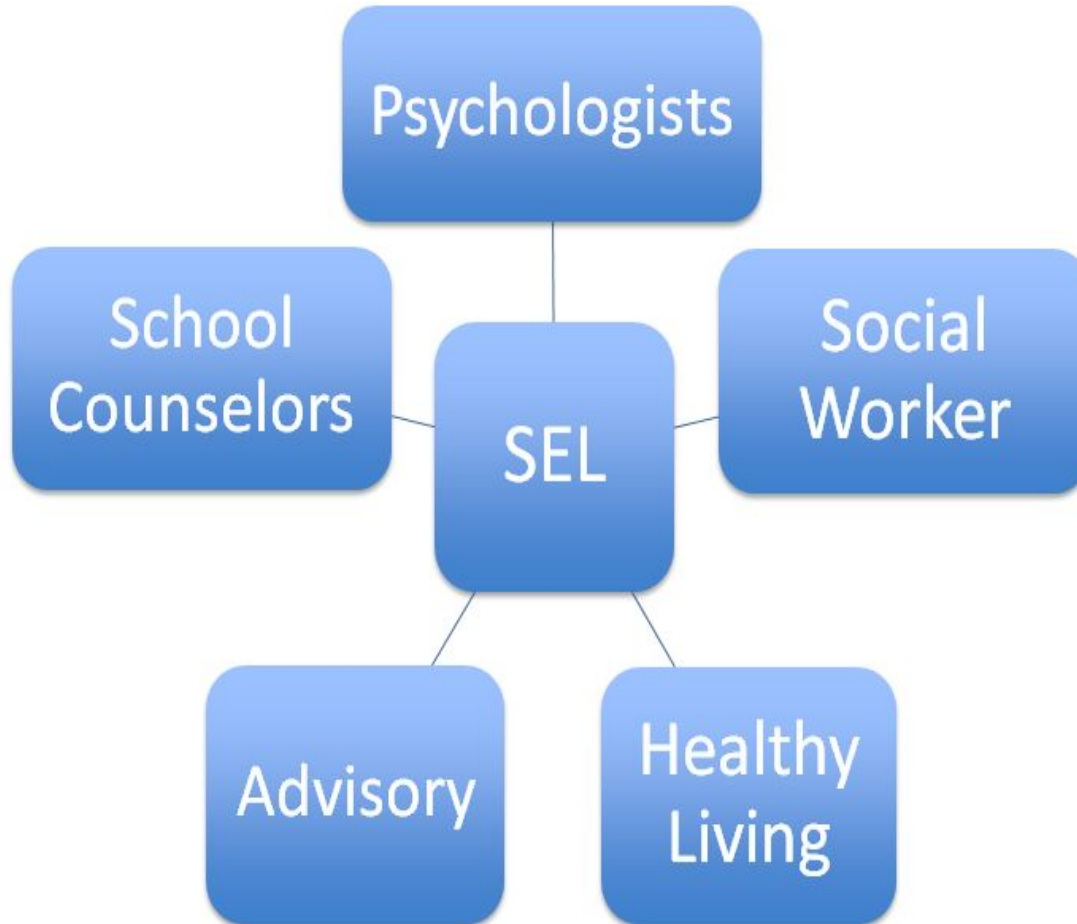 Psychologists
School
Counselors
Social
Worker
SEL
Advisory
Healthy
Living